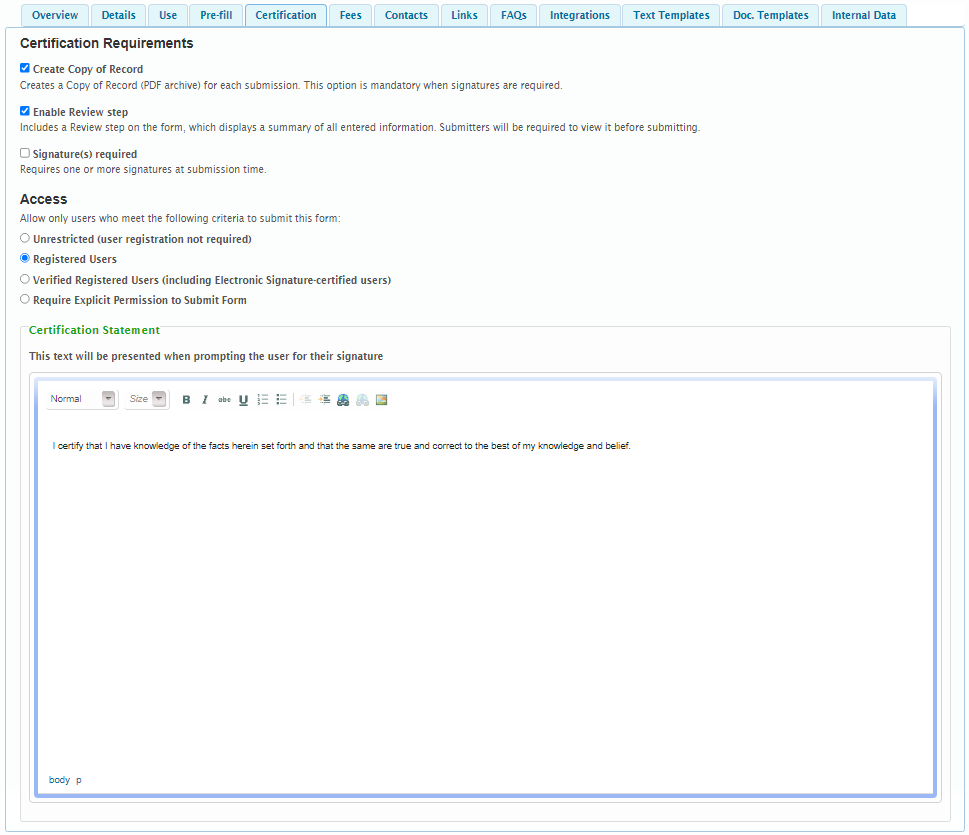 Overview Details Use Pre-fill Certification Fees Contacts Links FAQs Integrations Text Templates Doc. Templates Internal Data
Certification Requirements
Create Copy of Record
Creates a Copy of Record (PDF archive) for each submission. This option is mandatory when signatures are required.
Enable Review step
Includes a Review step on the form, which displays a summary of all entered information. Submitters will be required to view it before submitting.
Signature(s) required
Requires one or more signatures at submission time.
Access
Allow only users who meet the following criteria to submit this form:
Unrestricted (user registration not required)
Registered Users
Verified Registered Users (including Electronic Signature-certified users)
Require Explicit Permission to Submit Form
Certification Statement
This text will be presented when prompting the user for their signature
Normal Size B I abc U
I certify that I have knowledge of the facts herein set forth and that the same are true and correct to the best of my knowledge and belief.
body p